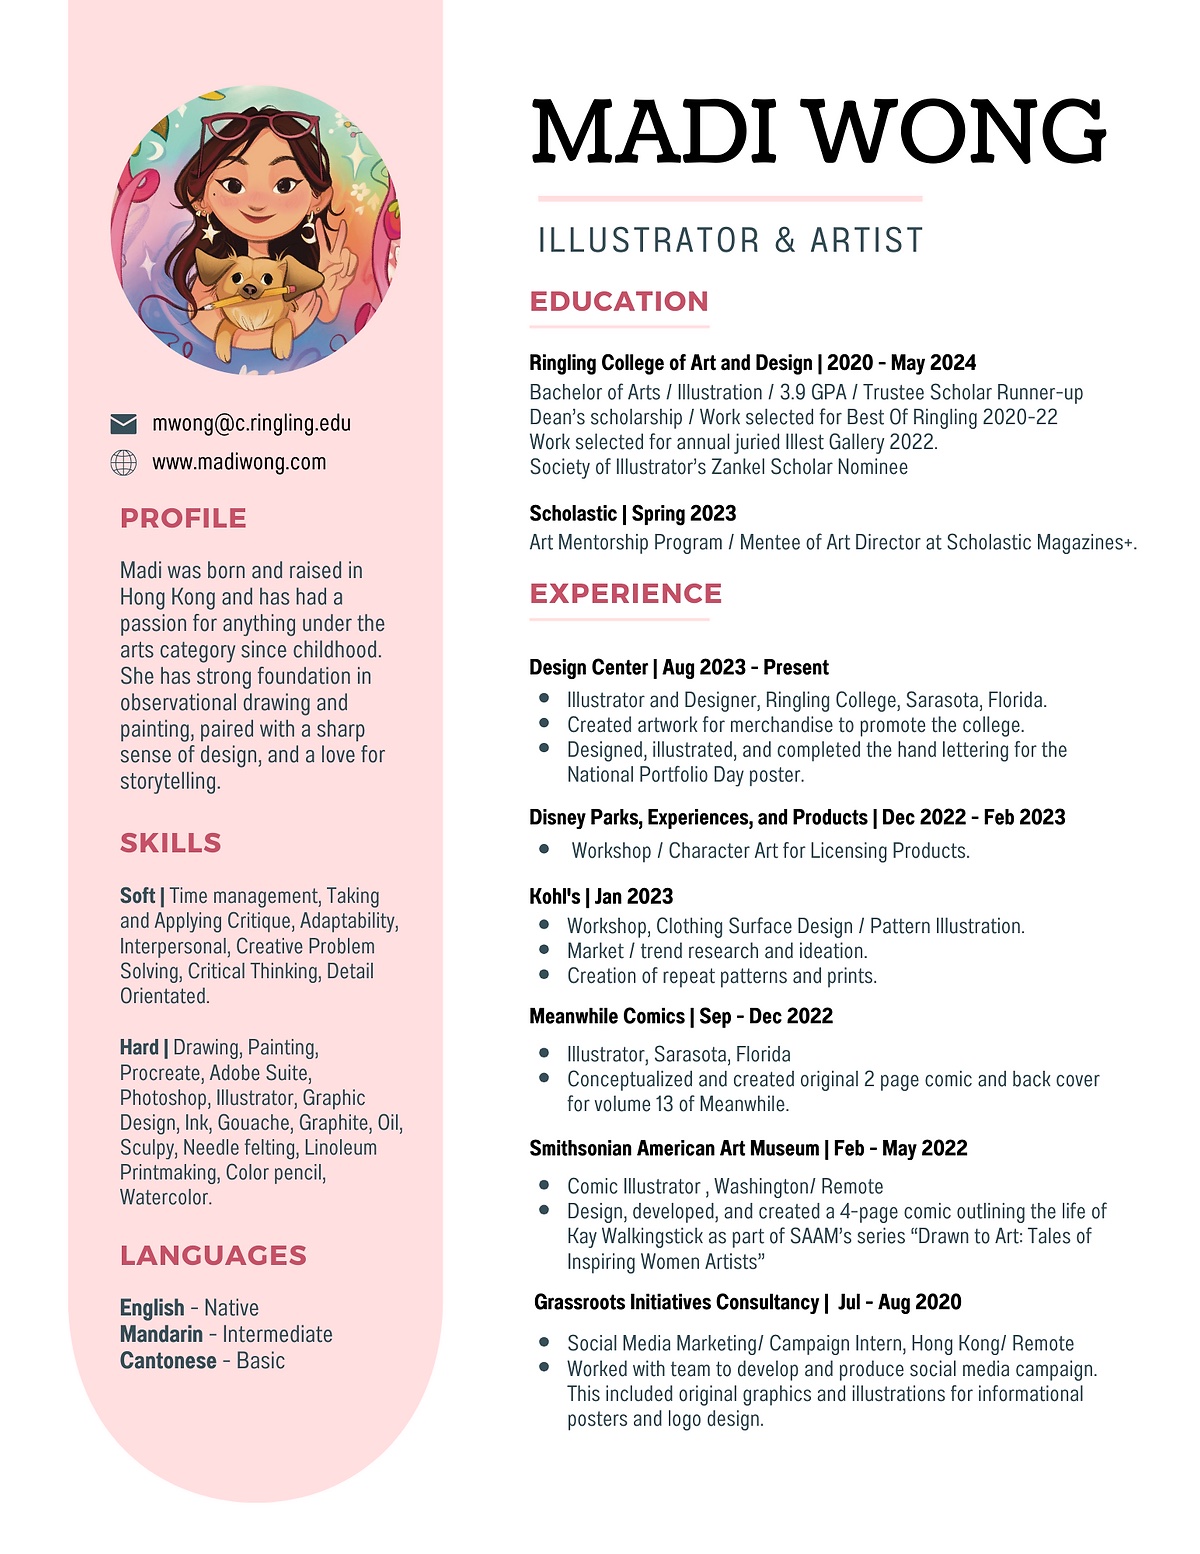 MADI WONG
ILLUSTRATOR & ARTIST
mwong@c.ringling.edu
www.madiwong.com
PROFILE
Madi was born and raised in
Hong Kong and has had a
passion for anything under the
arts category since childhood.
She has strong foundation in
observational drawing and
painting, paired with a sharp
sense of design, and a love for
storytelling.
SKILLS
Soft | Time management, Taking
and Applying Critique, Adaptability,
Interpersonal, Creative Problem
Solving, Critical Thinking, Detail
Orientated.
Hard | Drawing, Painting,
Procreate, Adobe Suite,
Photoshop, Illustrator, Graphic
Design, Ink, Gouache, Graphite, Oil,
Sculpy, Needle felting, Linoleum
Printmaking, Color pencil,
Watercolor.
LANGUAGES
English - Native
Mandarin - Intermediate
Cantonese - Basic
EDUCATION
Ringling College of Art and Design | 2020 - May 2024
Bachelor of Arts / Illustration / 3.9 GPA / Trustee Scholar Runner-up
Dean’s scholarship / Work selected for Best Of Ringling 2020-22
Work selected for annual juried Illest Gallery 2022.
Society of Illustrator’s Zankel Scholar Nominee
Scholastic | Spring 2023
Art Mentorship Program / Mentee of Art Director at Scholastic Magazines+.
EXPERIENCE
Design Center | Aug 2023 - Present
• Illustrator and Designer, Ringling College, Sarasota, Florida.
• Created artwork for merchandise to promote the college.
• Designed, illustrated, and completed the hand lettering for the
National Portfolio Day poster.
Disney Parks, Experiences, and Products | Dec 2022 - Feb 2023
• Workshop / Character Art for Licensing Products.
Kohl's | Jan 2023
• Workshop, Clothing Surface Design / Pattern Illustration.
• Market / trend research and ideation.
• Creation of repeat patterns and prints.
Meanwhile Comics | Sep - Dec 2022
• Illustrator, Sarasota, Florida
• Conceptualized and created original 2 page comic and back cover
for volume 13 of Meanwhile.
Smithsonian American Art Museum | Feb - May 2022
• Comic Illustrator , Washington/ Remote
• Design, developed, and created a 4-page comic outlining the life of
Kay Walkingstick as part of SAAM’s series “Drawn to Art: Tales of
Inspiring Women Artists”
Grassroots Initiatives Consultancy | Jul - Aug 2020
• Social Media Marketing/ Campaign Intern, Hong Kong/ Remote
• Worked with team to develop and produce social media campaign.
This included original graphics and illustrations for informational
posters and logo design.